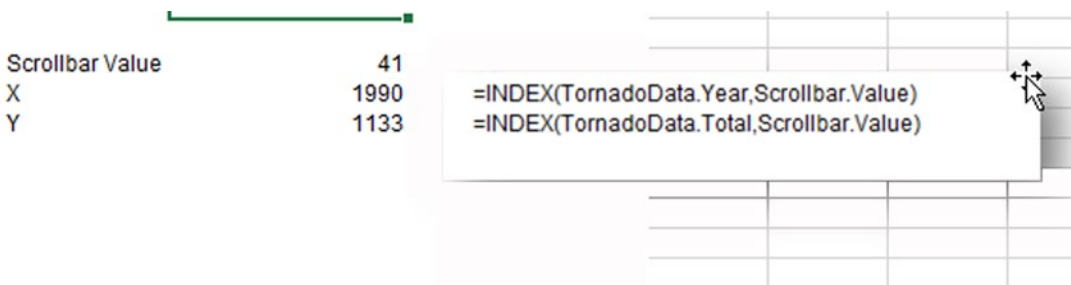 Scrollbar Value 41
X 1990 =INDEX(TornadoData.Year,Scrollbar.Value)
Y 1133 =INDEX(TornadoData.Total,Scrollbar.Value)